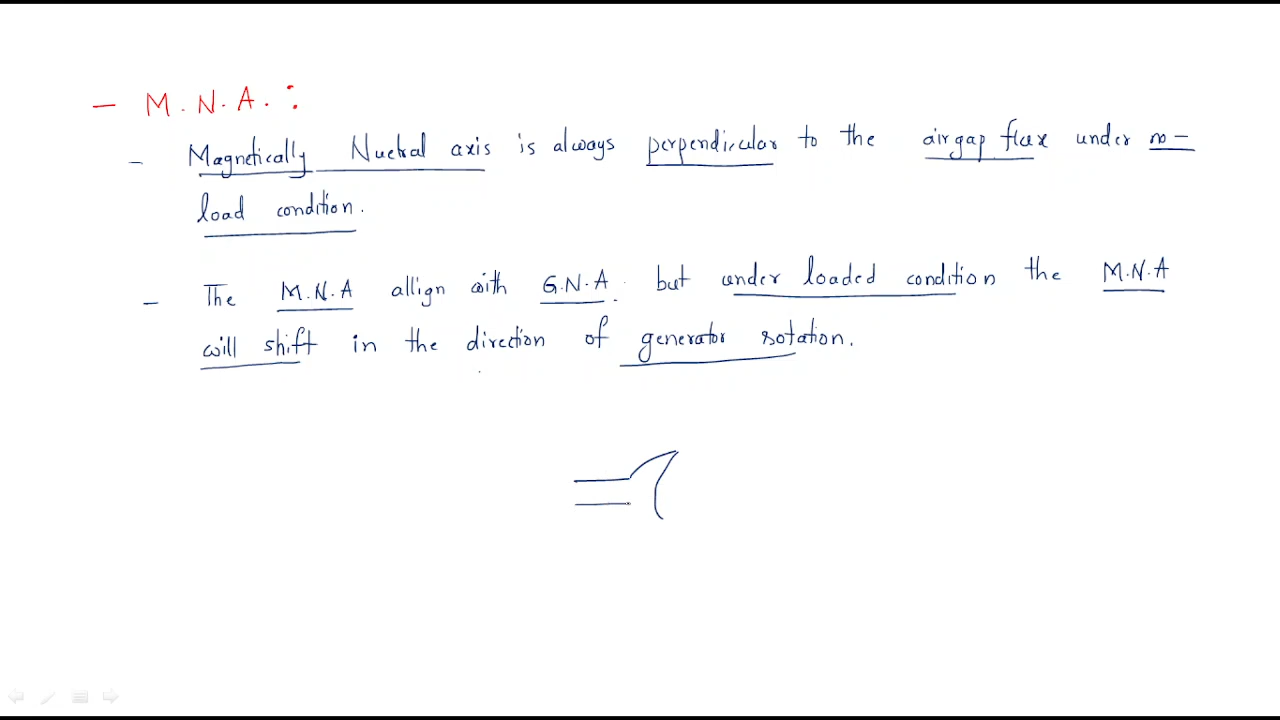 - M.N.A. :
- Magnetically Nuetral axis is always perpendicular to the airgap flux under no-
load condition.
- The M.N.A allign with G.N.A. but under loaded condition the M.N.A
will shift in the direction of generator rotation.